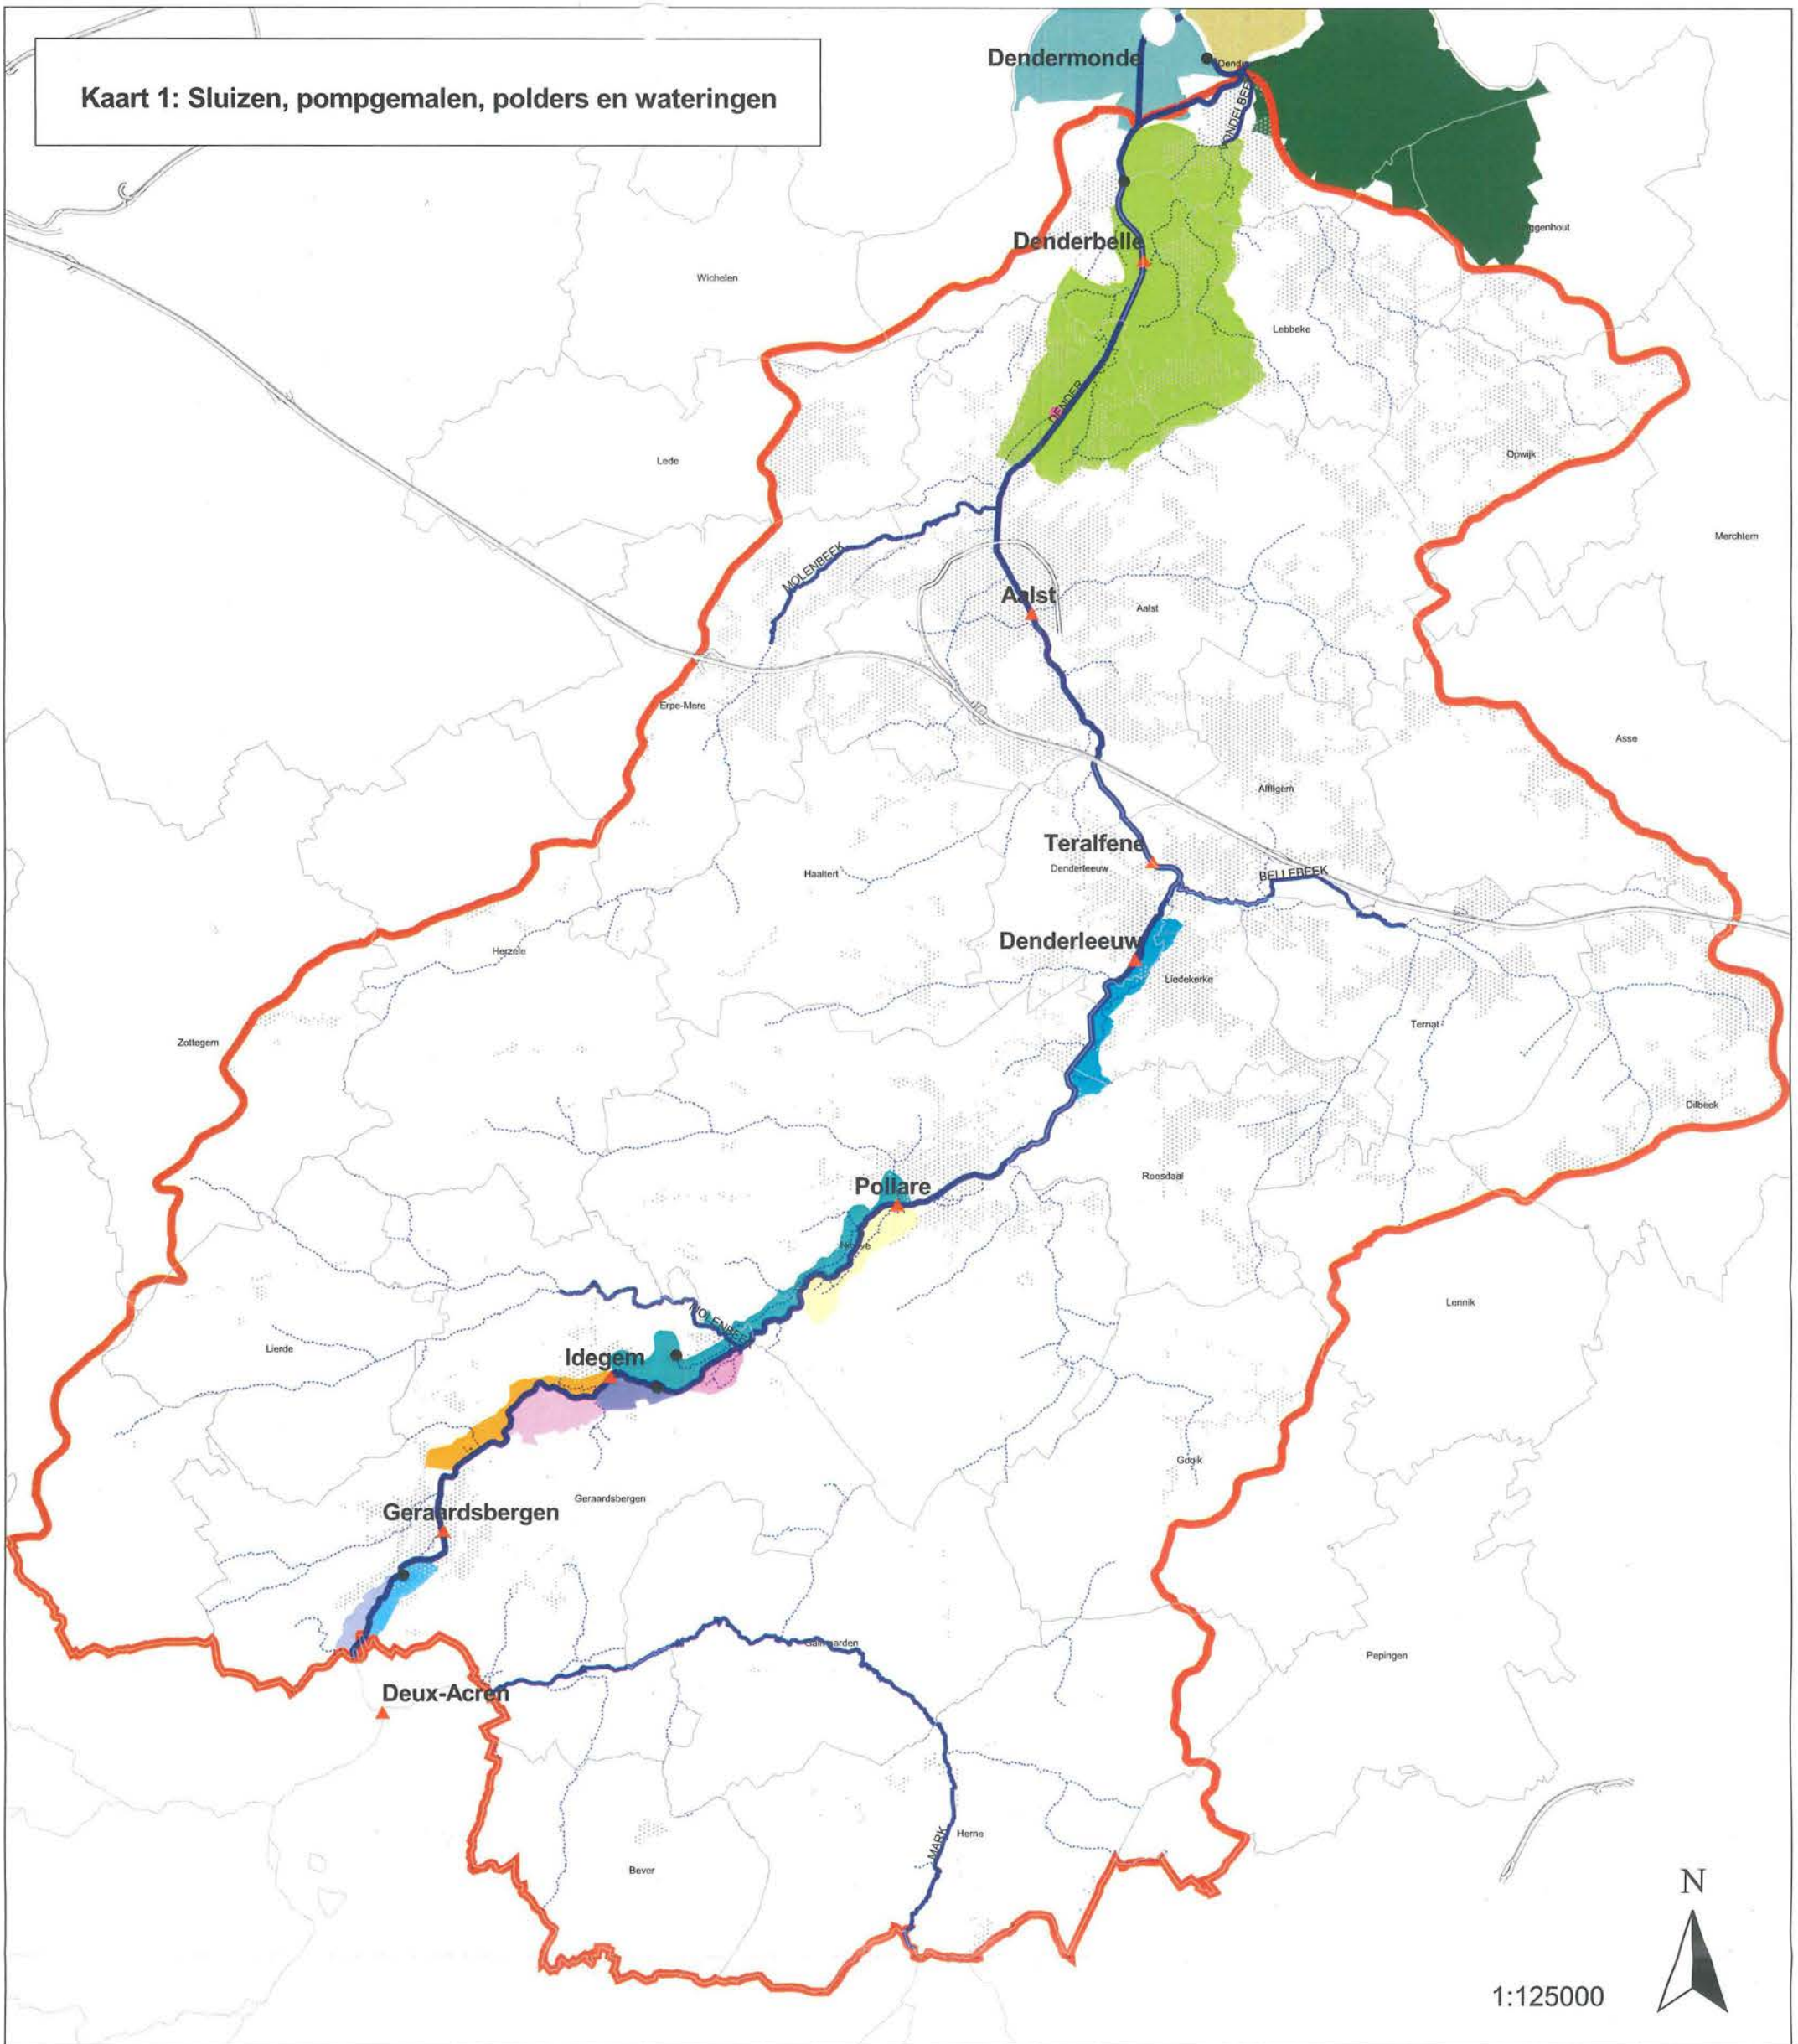 Kaart 1: Sluizen, pompgemalen, polders en wateringen
Dendermonde
Denderbelle
Wichelen
Lebbeke
DENDER
Lede
Opwijk
Merchtem
MOLENBEEK
Aalst
Aalst
Erpe-Mere
Asse
Affligem
Teralfene
Denderleeuw
Haaltert
BELLEBEEK
Denderleeuw
Herzele
Liedekerke
Ternat
Zottegem
Dilbeek
Roosdaal
Pollare
Lennik
MOLENBEEK
Lierde
Idegem
Gooik
Geraardsbergen
Geraardsbergen
Galmaarden
Pepingen
Deux-Acren
MARK
Herne
Bever
N
1:125000